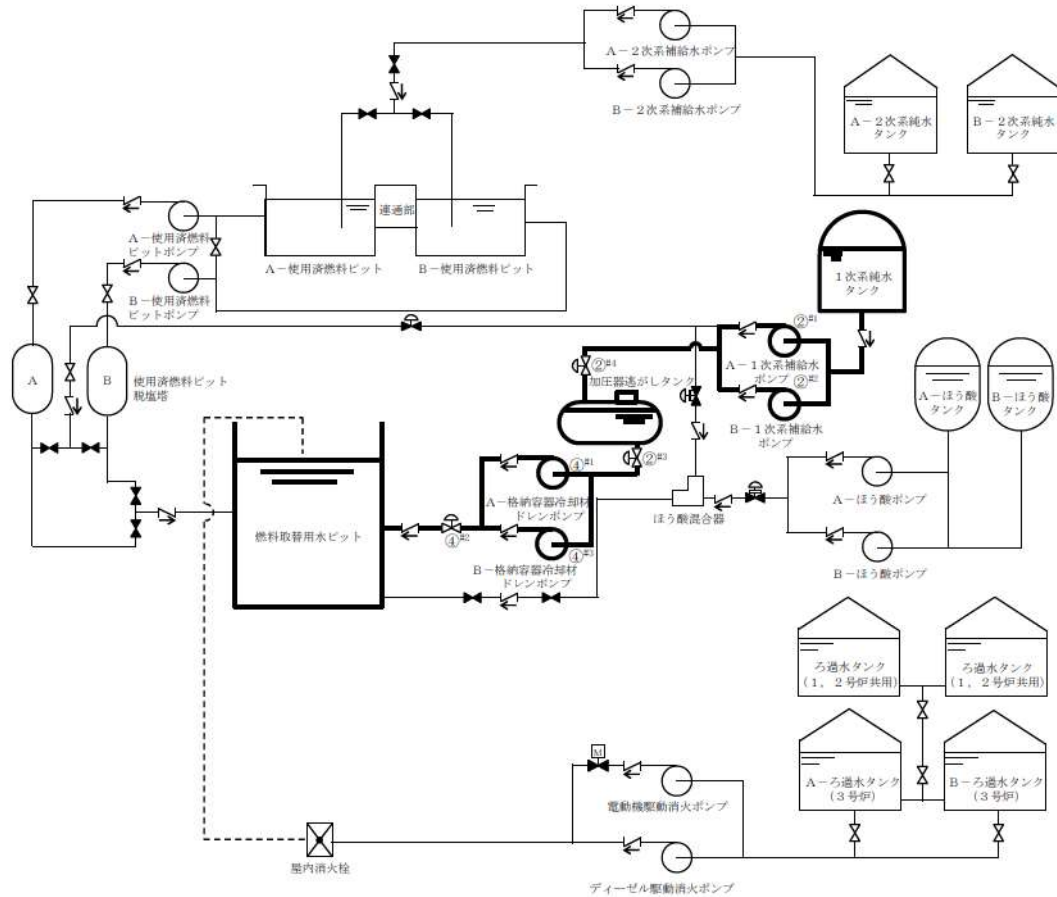 A－2次系補給水ポンプ
B－2次系補給水ポンプ
A－2次系純水
タンク
B－2次系純水
タンク
連通部
A－使用済燃料
ピットポンプ
B－使用済燃料
ピットポンプ
A－使用済燃料ピット
B－使用済燃料ピット
1次系純水
タンク
②#1
A－1次系補給水
ポンプ
②#2
B－1次系補給水
ポンプ
②#4
加圧器逃がしタンク
②#3
A
B
使用済燃料ピット
脱塩塔
A－ほう酸
タンク
B－ほう酸
タンク
④#1
A－格納容器冷却材
ドレンポンプ
④#2
④#3
B－格納容器冷却材
ドレンポンプ
燃料取替用水ピット
ほう酸混合器
A－ほう酸ポンプ
B－ほう酸ポンプ
ろ過水タンク
（1，2号炉共用）
ろ過水タンク
（1，2号炉共用）
A－ろ過水タンク
（3号炉）
B－ろ過水タンク
（3号炉）
M
電動機駆動消火ポンプ
屋内消火栓
ディーゼル駆動消火ポンプ